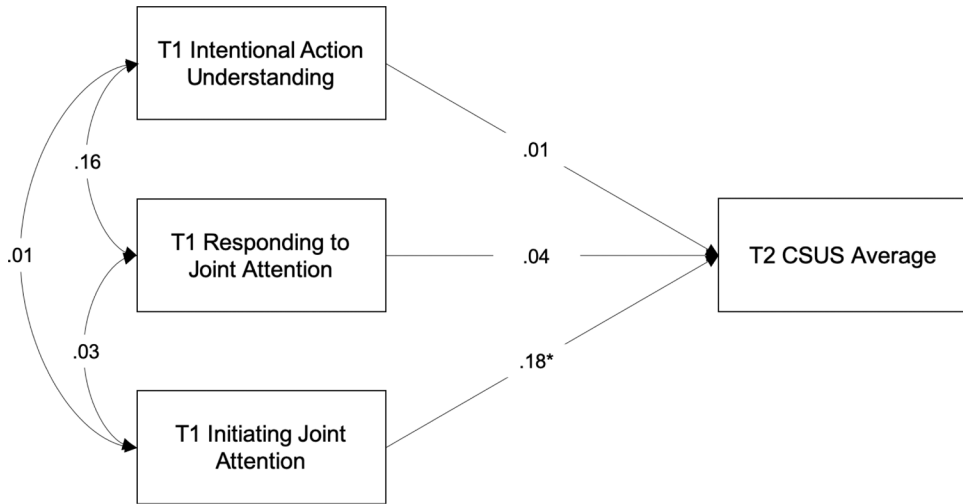 T1 Intentional Action
Understanding
.01
.16
.01
T1 Responding to
Joint Attention
.04
T2 CSUS Average
.03
.18*
T1 Initiating Joint
Attention